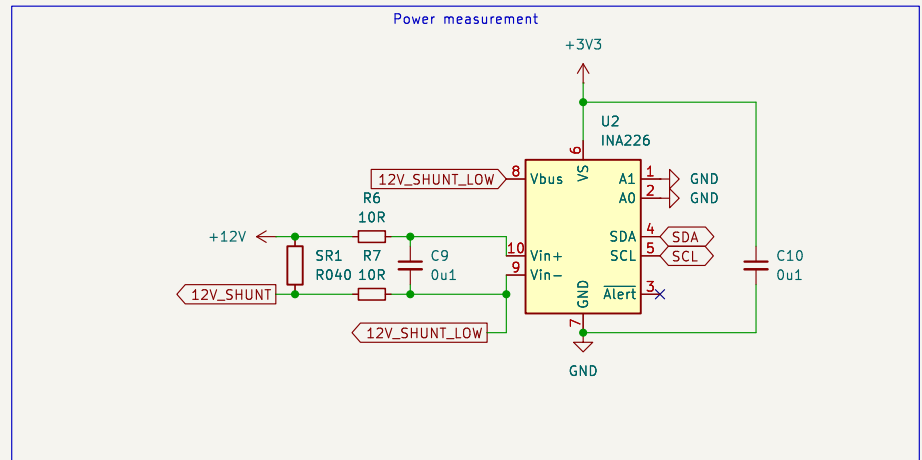 Power measurement
+3V3
U2
INA226
6
VS
12V_SHUNT_LOW
8
Vbus
A1
1
GND
A0
2
GND
R6
10R
+12V
10
Vin+
SDA
4
SDA
SR1
R040
R7
10R
C9
0u1
9
Vin-
SCL
5
SCL
C10
0u1
12V_SHUNT
GND
Alert
3
7
12V_SHUNT_LOW
GND